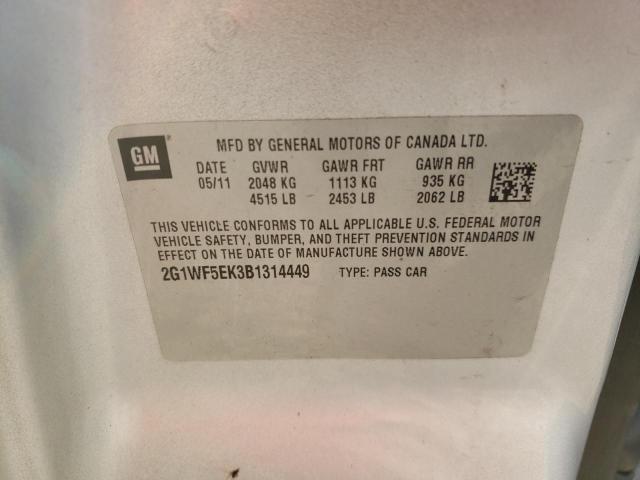 GM
MFD BY GENERAL MOTORS OF CANADA LTD.
DATE GVWR GAWR FRT GAWR RR
05/11 2048 KG 1113 KG 935 KG
4515 LB 2453 LB 2062 LB
THIS VEHICLE CONFORMS TO ALL APPLICABLE U.S. FEDERAL MOTOR
VEHICLE SAFETY, BUMPER, AND THEFT PREVENTION STANDARDS IN
EFFECT ON THE DATE OF MANUFACTURE SHOWN ABOVE.
2G1WF5EK3B1314449 TYPE: PASS CAR